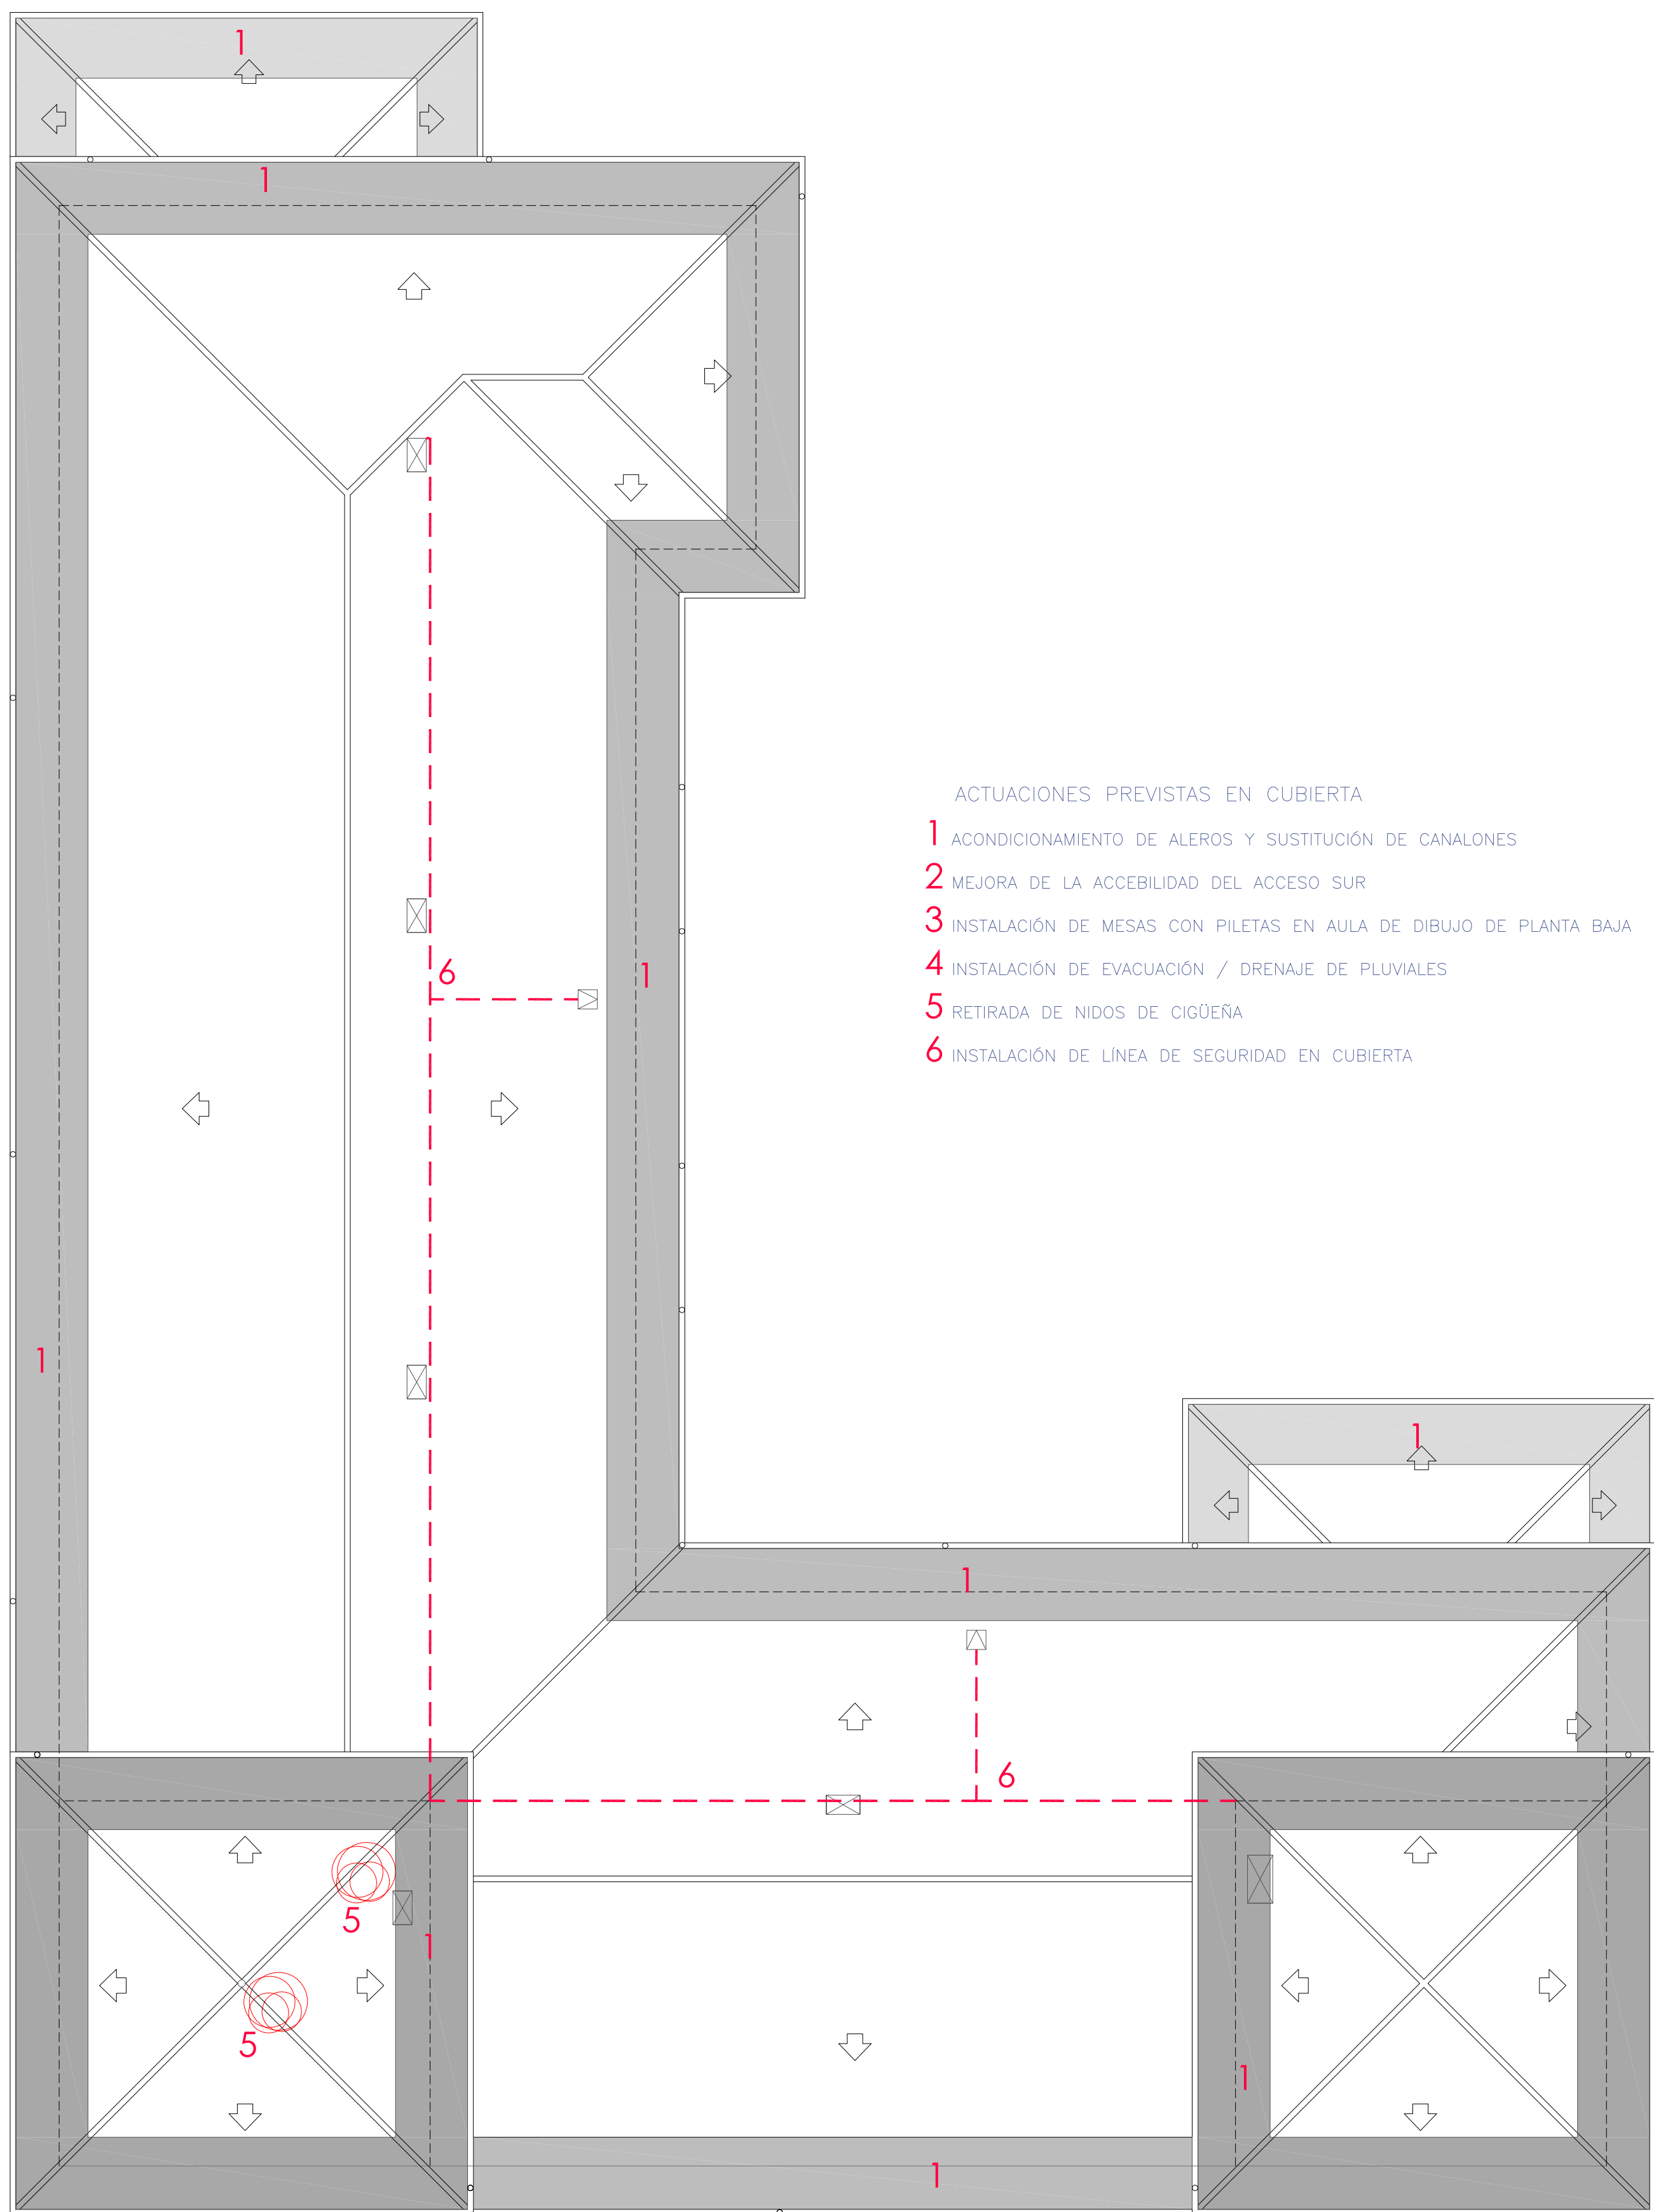 1
1
6
1
1
ACTUACIONES PREVISTAS EN CUBIERTA
1 ACONDICIONAMIENTO DE ALEROS Y SUSTITUCIÓN DE CANALONES
2 MEJORA DE LA ACCEBILIDAD DEL ACCESO SUR
3 INSTALACIÓN DE MESAS CON PILETAS EN AULA DE DIBUJO DE PLANTA BAJA
4 INSTALACIÓN DE EVACUACIÓN / DRENAJE DE PLUVIALES
5 RETIRADA DE NIDOS DE CIGÜEÑA
6 INSTALACIÓN DE LÍNEA DE SEGURIDAD EN CUBIERTA
1
1
6
5
1
5
1
1